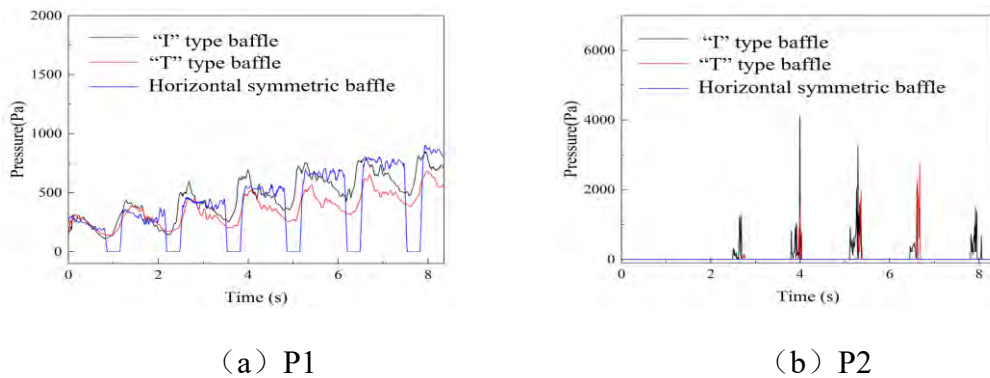 2000
1500
1000
500
0
Pressure(Pa)
“I” type baffle
“T” type baffle
Horizontal symmetric baffle
0 2 4 6 8
Time (s)
（a）P1
6000
4000
2000
0
Pressure(Pa)
“I” type baffle
“T” type baffle
Horizontal symmetric baffle
0 2 4 6 8
Time (s)
（b）P2